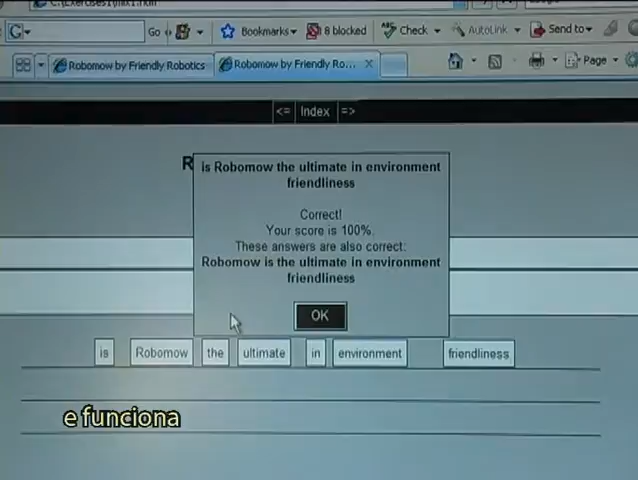 Go
Bookmarks
8 blocked
Check
AutoLink
Send to
Robomow by Friendly Robotics
Robomow by Friendly Ro...
Page
<= Index =>
R
is Robomow the ultimate in environment
friendliness
Correct!
Your score is 100%.
These answers are also correct:
Robomow is the ultimate in environment
friendliness
OK
is Robomow the ultimate in environment friendliness
e funciona